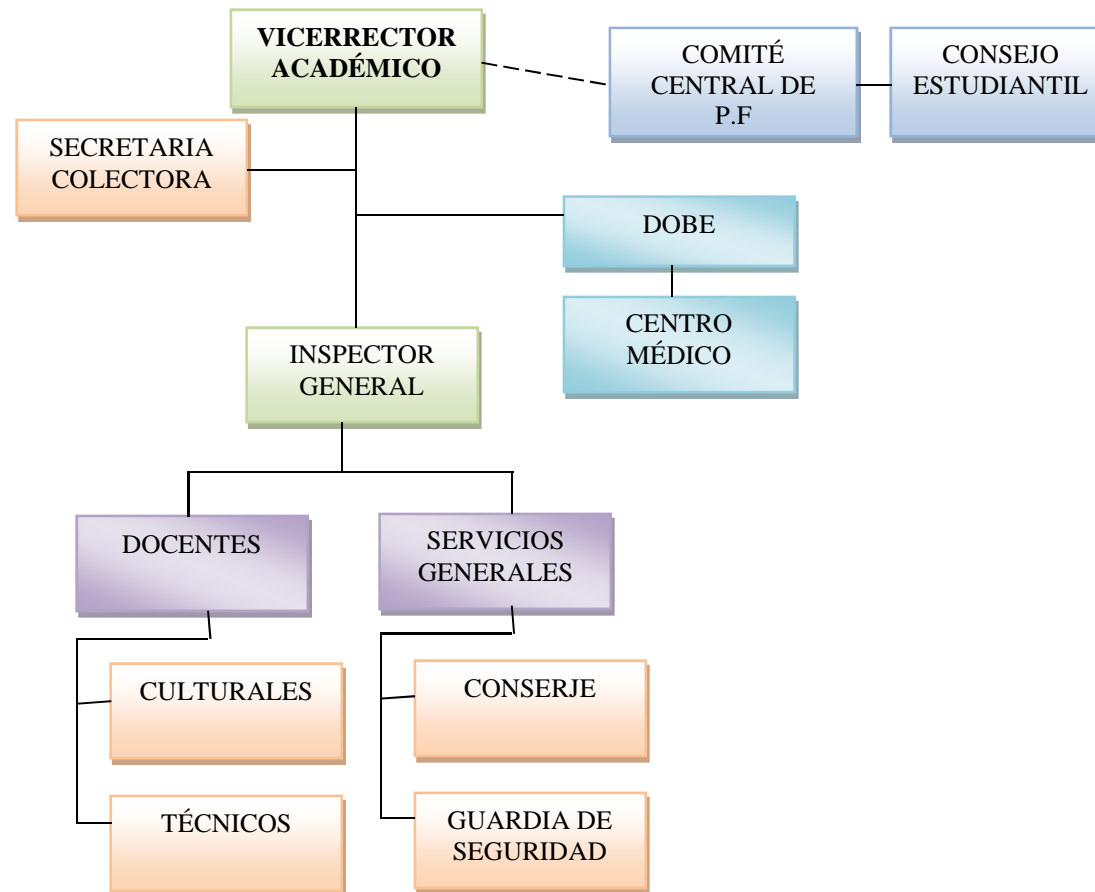 VICERRECTOR
ACADÉMICO
COMITÉ
CENTRAL DE
P.F
CONSEJO
ESTUDIANTIL
SECRETARIA
COLECTORA
DOBE
CENTRO
MÉDICO
INSPECTOR
GENERAL
DOCENTES
SERVICIOS
GENERALES
CULTURALES
CONSERJE
TÉCNICOS
GUARDIA DE
SEGURIDAD